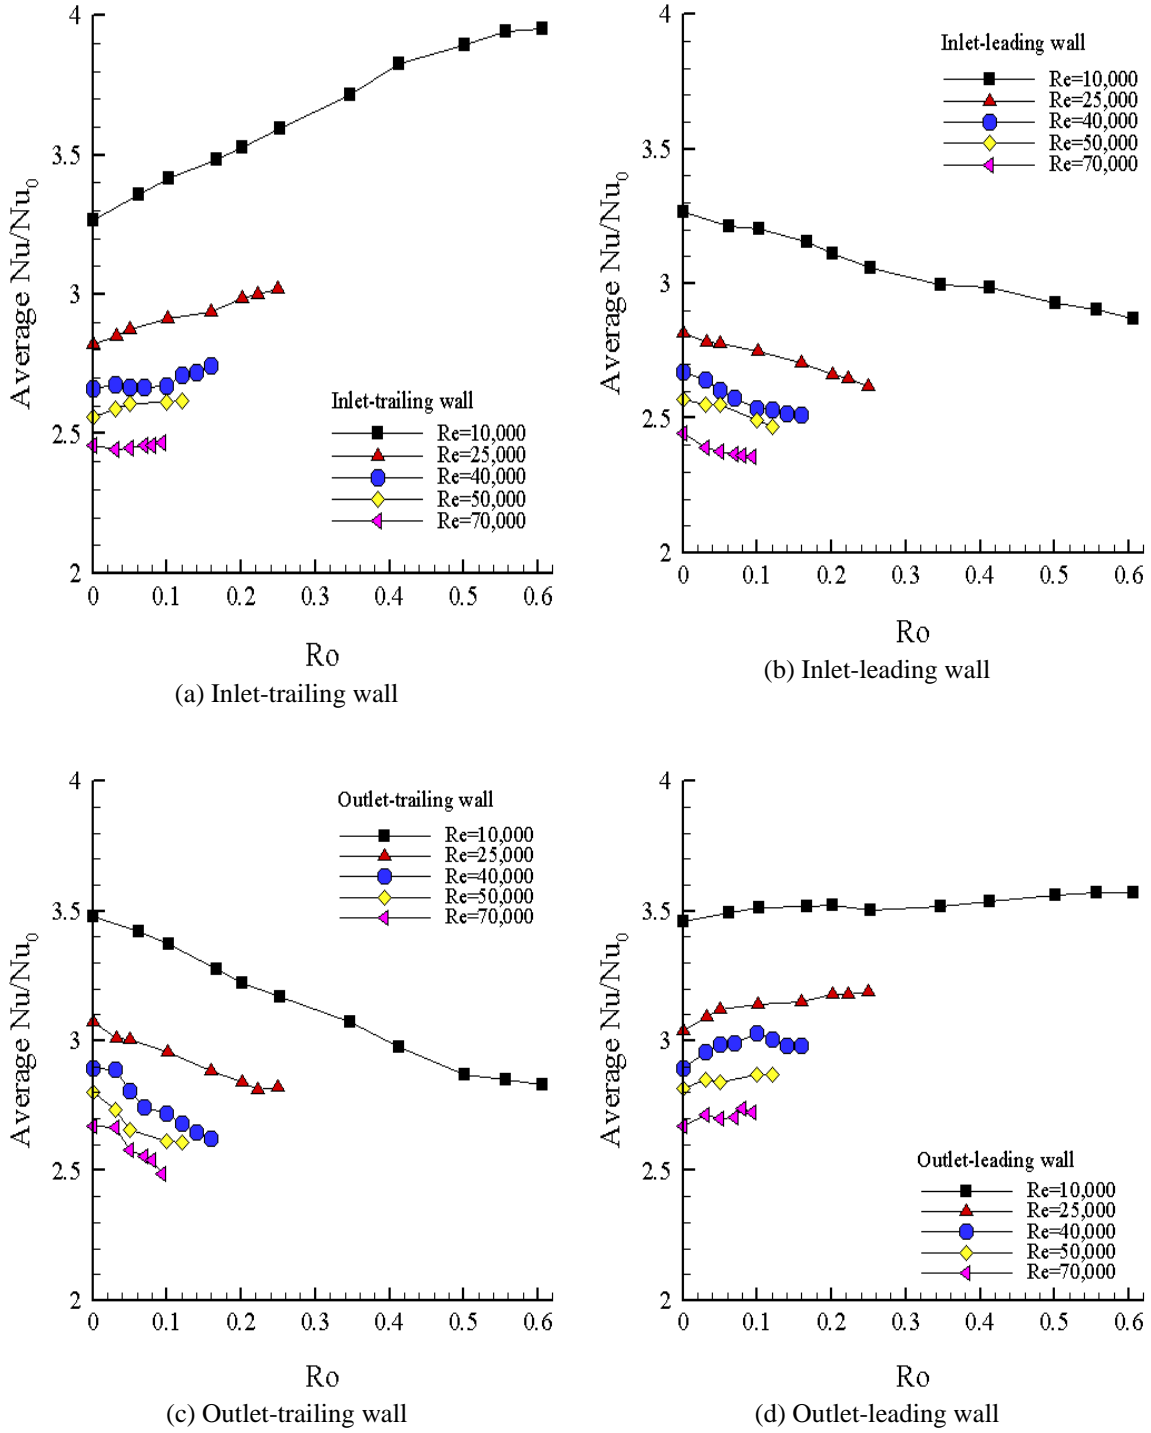 4
3.5
3
2.5
2
Average Nu/Nu0
Inlet-trailing wall
Re=10,000
Re=25,000
Re=40,000
Re=50,000
Re=70,000
0 0.1 0.2 0.3 0.4 0.5 0.6
Ro
(a) Inlet-trailing wall
4
3.5
3
2.5
2
Average Nu/Nu0
Inlet-leading wall
Re=10,000
Re=25,000
Re=40,000
Re=50,000
Re=70,000
0 0.1 0.2 0.3 0.4 0.5 0.6
Ro
(b) Inlet-leading wall
4
3.5
3
2.5
2
Average Nu/Nu0
Outlet-trailing wall
Re=10,000
Re=25,000
Re=40,000
Re=50,000
Re=70,000
0 0.1 0.2 0.3 0.4 0.5 0.6
Ro
(c) Outlet-trailing wall
4
3.5
3
2.5
2
Average Nu/Nu0
Outlet-leading wall
Re=10,000
Re=25,000
Re=40,000
Re=50,000
Re=70,000
0 0.1 0.2 0.3 0.4 0.5 0.6
Ro
(d) Outlet-leading wall